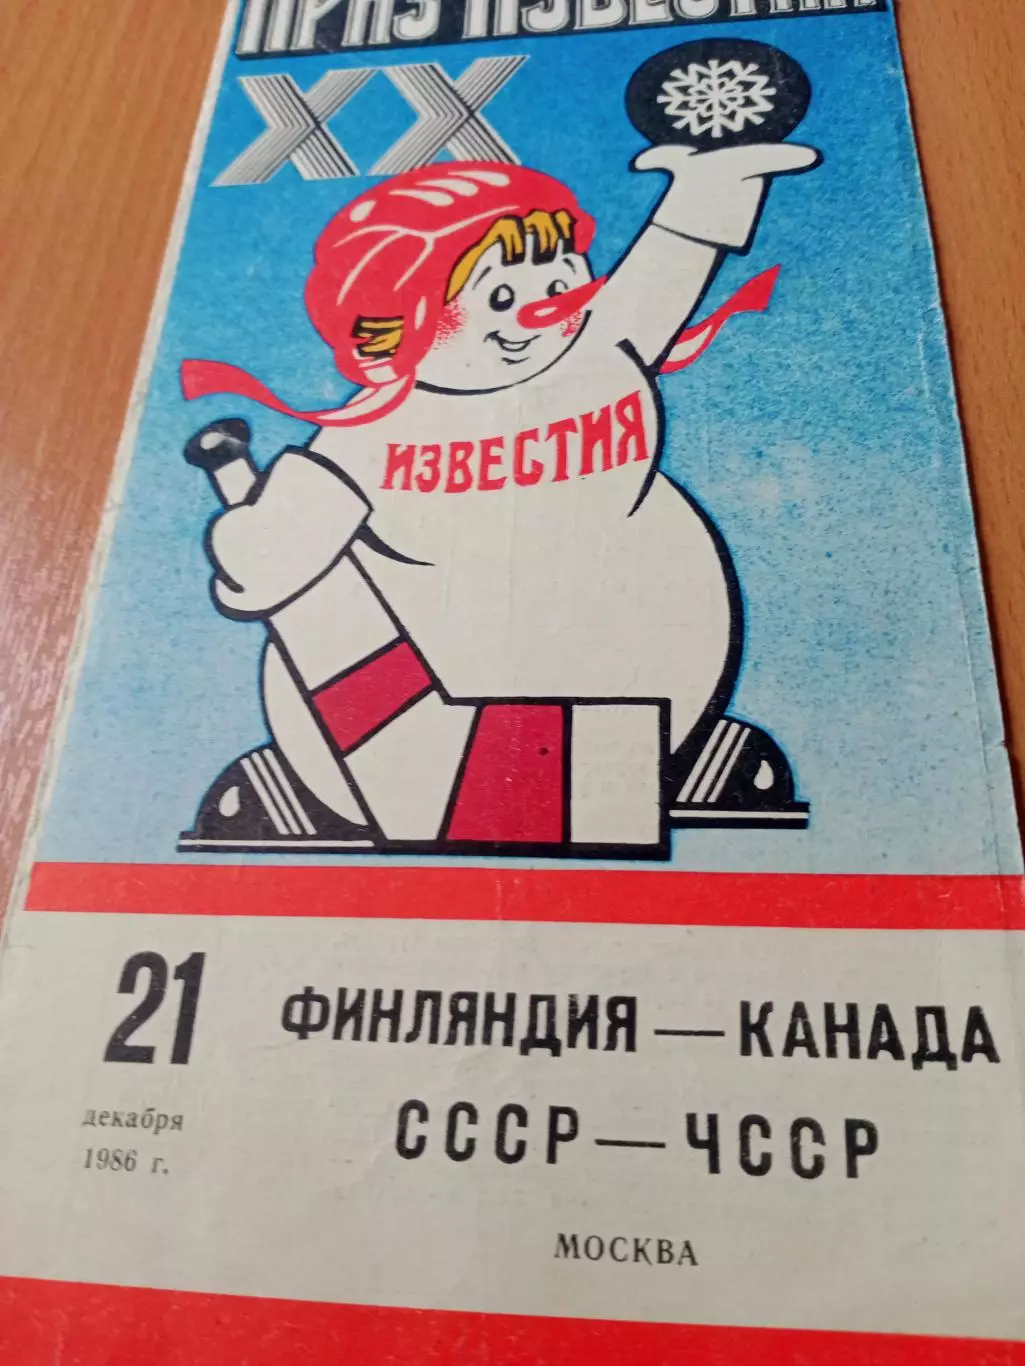 ПРИЗ ИЗВЕСТИЙ
XX
ИЗВЕСТИЯ
21
декабря
1986 г.
ФИНЛЯНДИЯ — КАНАДА
СССР — ЧССР
МОСКВА